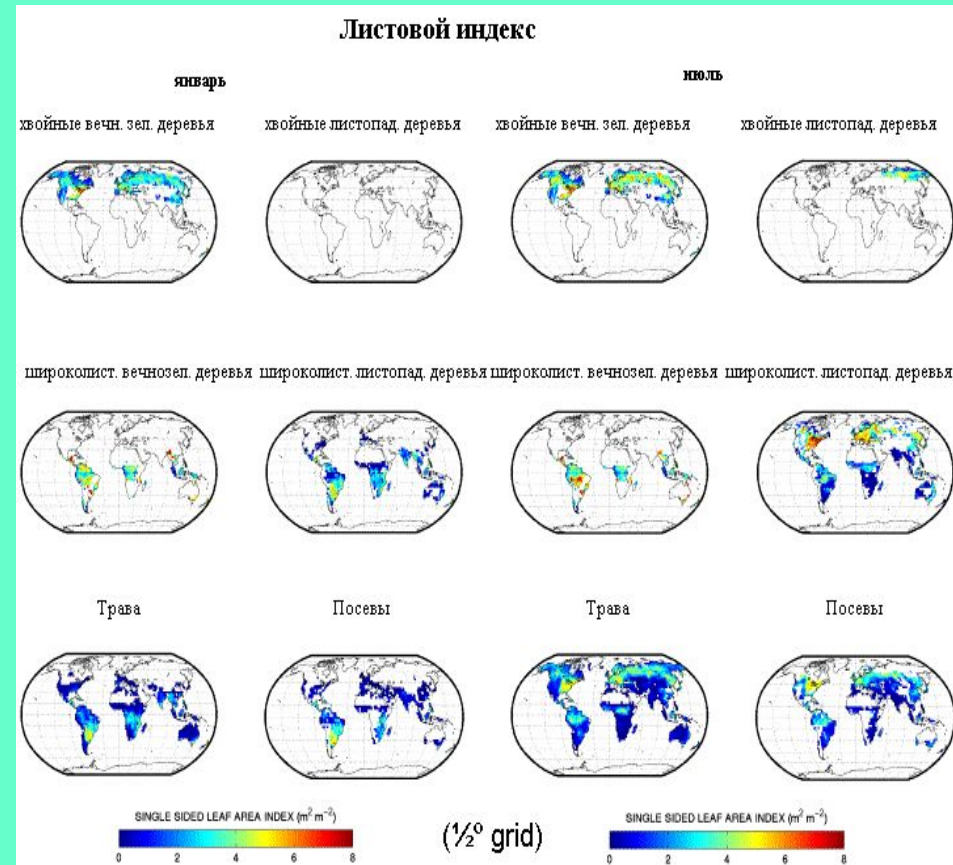 Листовой индекс
январь
июль
хвойные вечн. зел. деревья
хвойные листопад. деревья
хвойные вечн. зел. деревья
хвойные листопад. деревья
широколист. вечнозел. деревья
широколист. листопад. деревья
широколист. вечнозел. деревья
широколист. листопад. деревья
Трава
Посевы
Трава
Посевы
SINGLE SIDED LEAF AREA INDEX (m² m⁻²)
0 2 4 6 8
(½º grid)
SINGLE SIDED LEAF AREA INDEX (m² m⁻²)
0 2 4 6 8